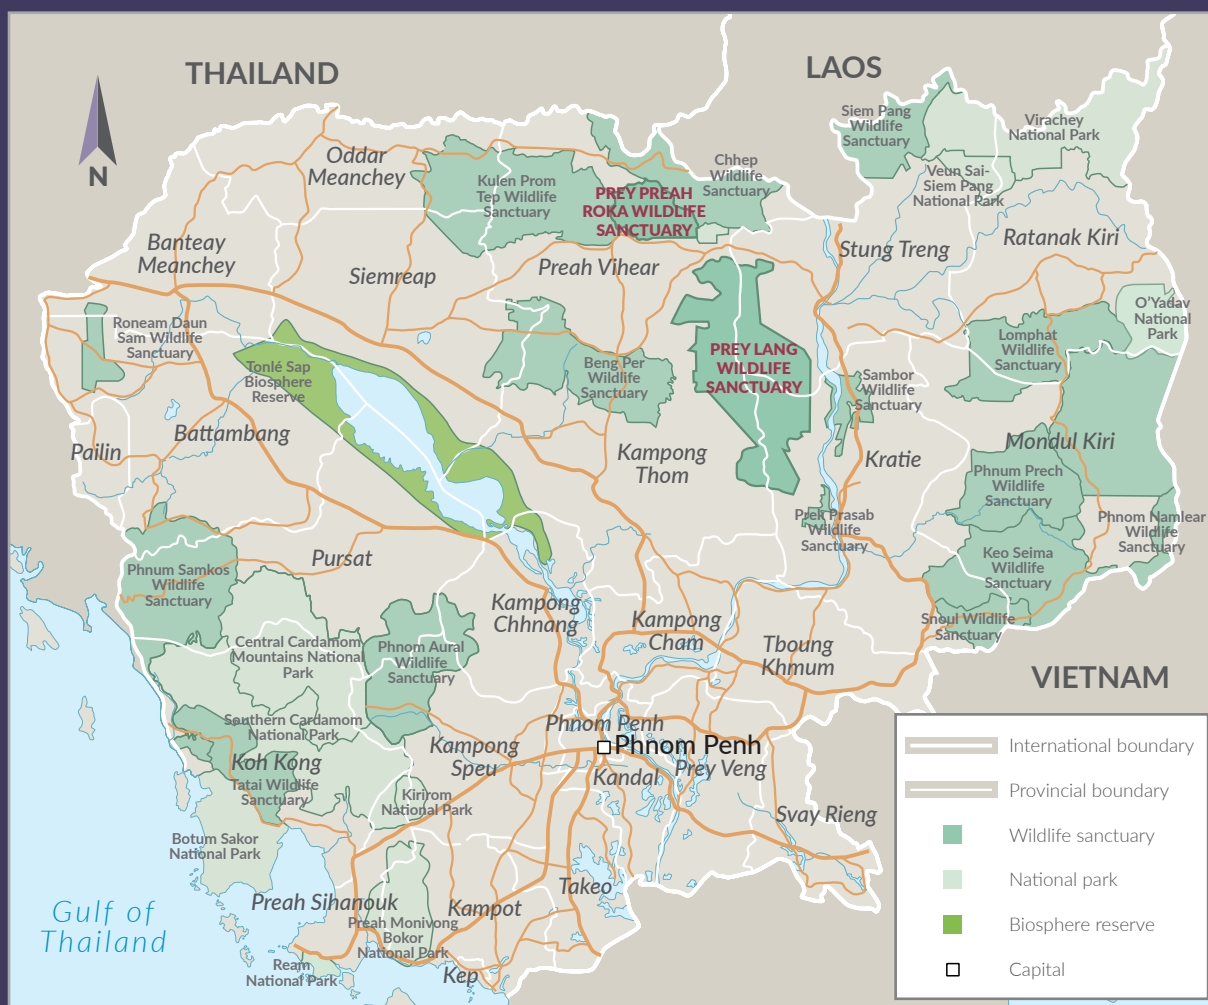 THAILAND
LAOS
N
Siem Pang
Wildlife
Sanctuary
Virachey
National Park
Oddar
Meanchey
Chhep
Wildlife
Sanctuary
Kulen Prom
Tep Wildlife
Sanctuary
PREY PREAH
ROKA WILDLIFE
SANCTUARY
Veun Sai-
Siem Pang
National Park
Banteay
Meanchey
Siemreap
Preah Vihear
Stung Treng
Ratanak Kiri
O'Yadav
National
Park
Roneam Daun
Sam Wildlife
Sanctuary
Lomphat
Wildlife
Sanctuary
Tonlé Sap
Biosphere
Reserve
Beng Per
Wildlife
Sanctuary
PREY LANG
WILDLIFE
SANCTUARY
Sambor
Wildlife
Sanctuary
Battambang
Pailin
Kampong
Thom
Kratie
Mondul Kiri
Phnum Prech
Wildlife
Sanctuary
Prek Prasab
Wildlife
Sanctuary
Phnom Namlear
Wildlife
Sanctuary
Pursat
Phnum Samkos
Wildlife
Sanctuary
Keo Seima
Wildlife
Sanctuary
Kampong
Chhnang
Kampong
Cham
Snoul Wildlife
Sanctuary
Central Cardamom
Mountains National
Park
Phnom Aural
Wildlife
Sanctuary
Tboung
Khmum
VIETNAM
Southern Cardamom
National Park
Phnom Penh
Phnom Penh
Koh Kong
Kampong
Speu
Kandal
Prey Veng
Tatai Wildlife
Sanctuary
Kirirom
National Park
Svay Rieng
Botum Sakor
National Park
Preah Sihanouk
Takeo
Kampot
Gulf of
Thailand
Preah Monivong
Bokor
National Park
Ream
National Park
Kep
International boundary
Provincial boundary
Wildlife sanctuary
National park
Biosphere reserve
Capital